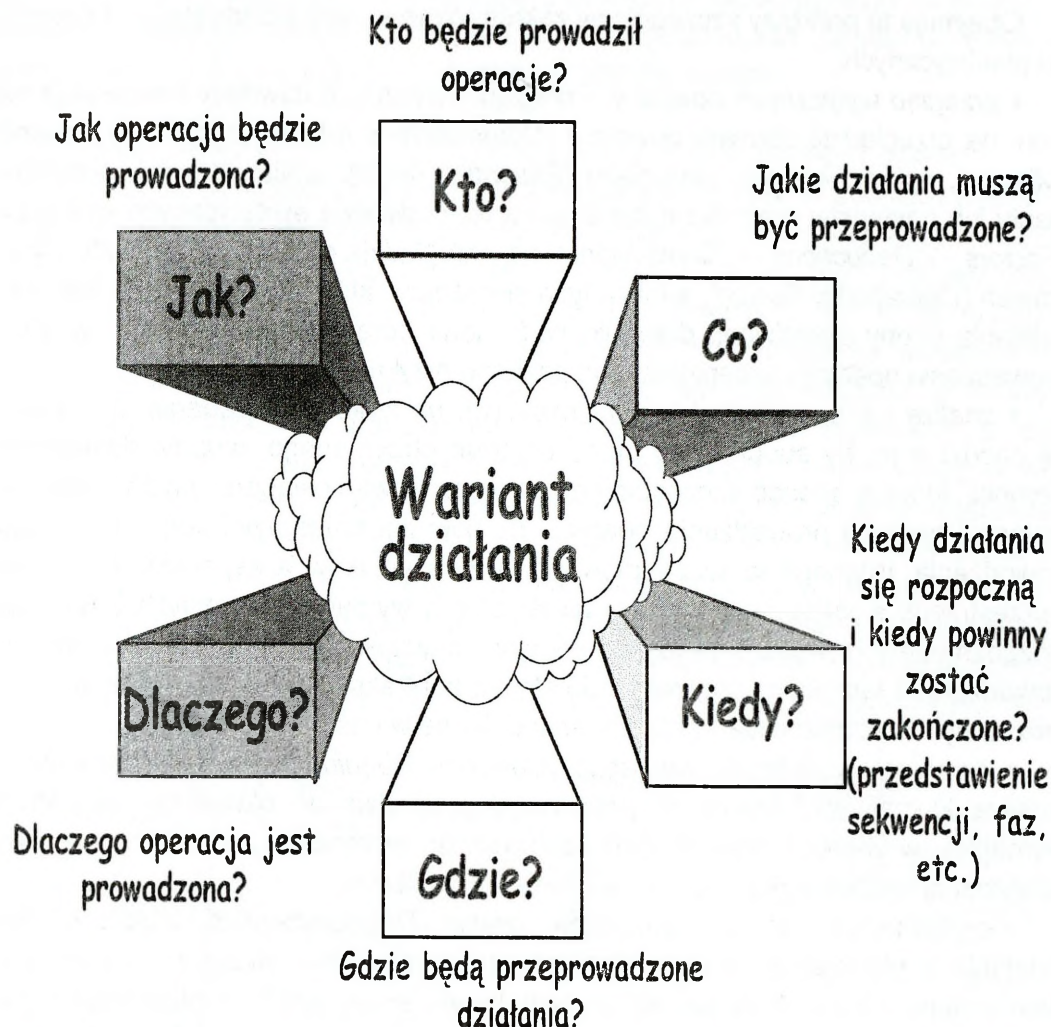 Kto będzie prowadził
operacje?
Jak operacja będzie
prowadzona?
Kto?
Jakie działania muszą
być przeprowadzone?
Jak?
Co?
Wariant
działania
Kiedy działania
się rozpoczną
i kiedy powinny
zostać
zakończone?
(przedstawienie
sekwencji, faz,
etc.)
Dlaczego?
Kiedy?
Dlaczego operacja jest
prowadzona?
Gdzie?
Gdzie będą przeprowadzone
działania?